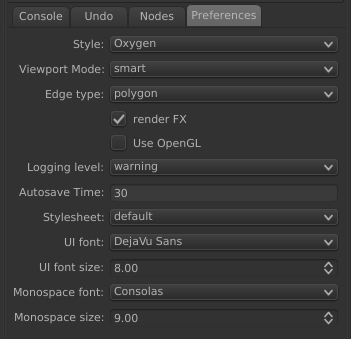 Console Undo Nodes Preferences
Style: Oxygen
Viewport Mode: smart
Edge type: polygon
render FX
Use OpenGL
Logging level: warning
Autosave Time: 30
Stylesheet: default
UI font: DejaVu Sans
UI font size: 8.00
Monospace font: Consolas
Monospace size: 9.00